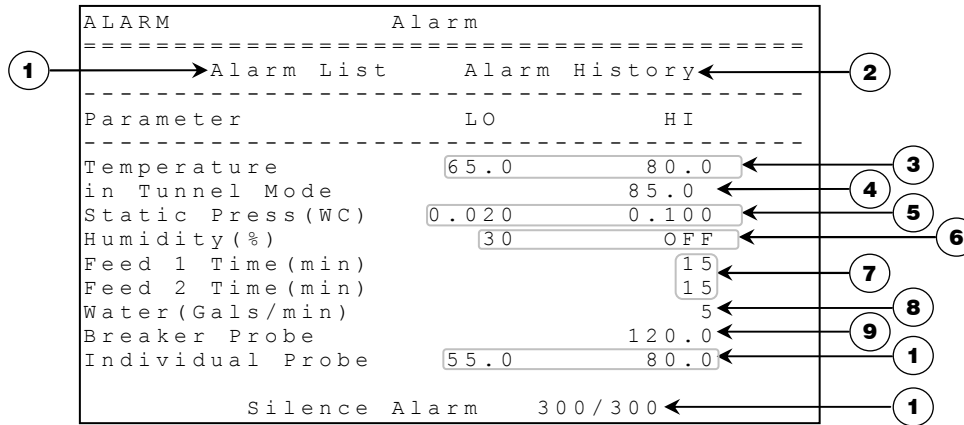 ALARM Alarm
========================================
1 Alarm List Alarm History 2
----------------------------------------
Parameter LO HI
----------------------------------------
Temperature 65.0 80.0 3
in Tunnel Mode 85.0 4
Static Press(WC) 0.020 0.100 5
Humidity(%) 30 OFF 6
Feed 1 Time(min) 15
7
Feed 2 Time(min) 15
Water(Gals/min) 5 8
Breaker Probe 120.0 9
Individual Probe 55.0 80.0 1
Silence Alarm 300/300 1